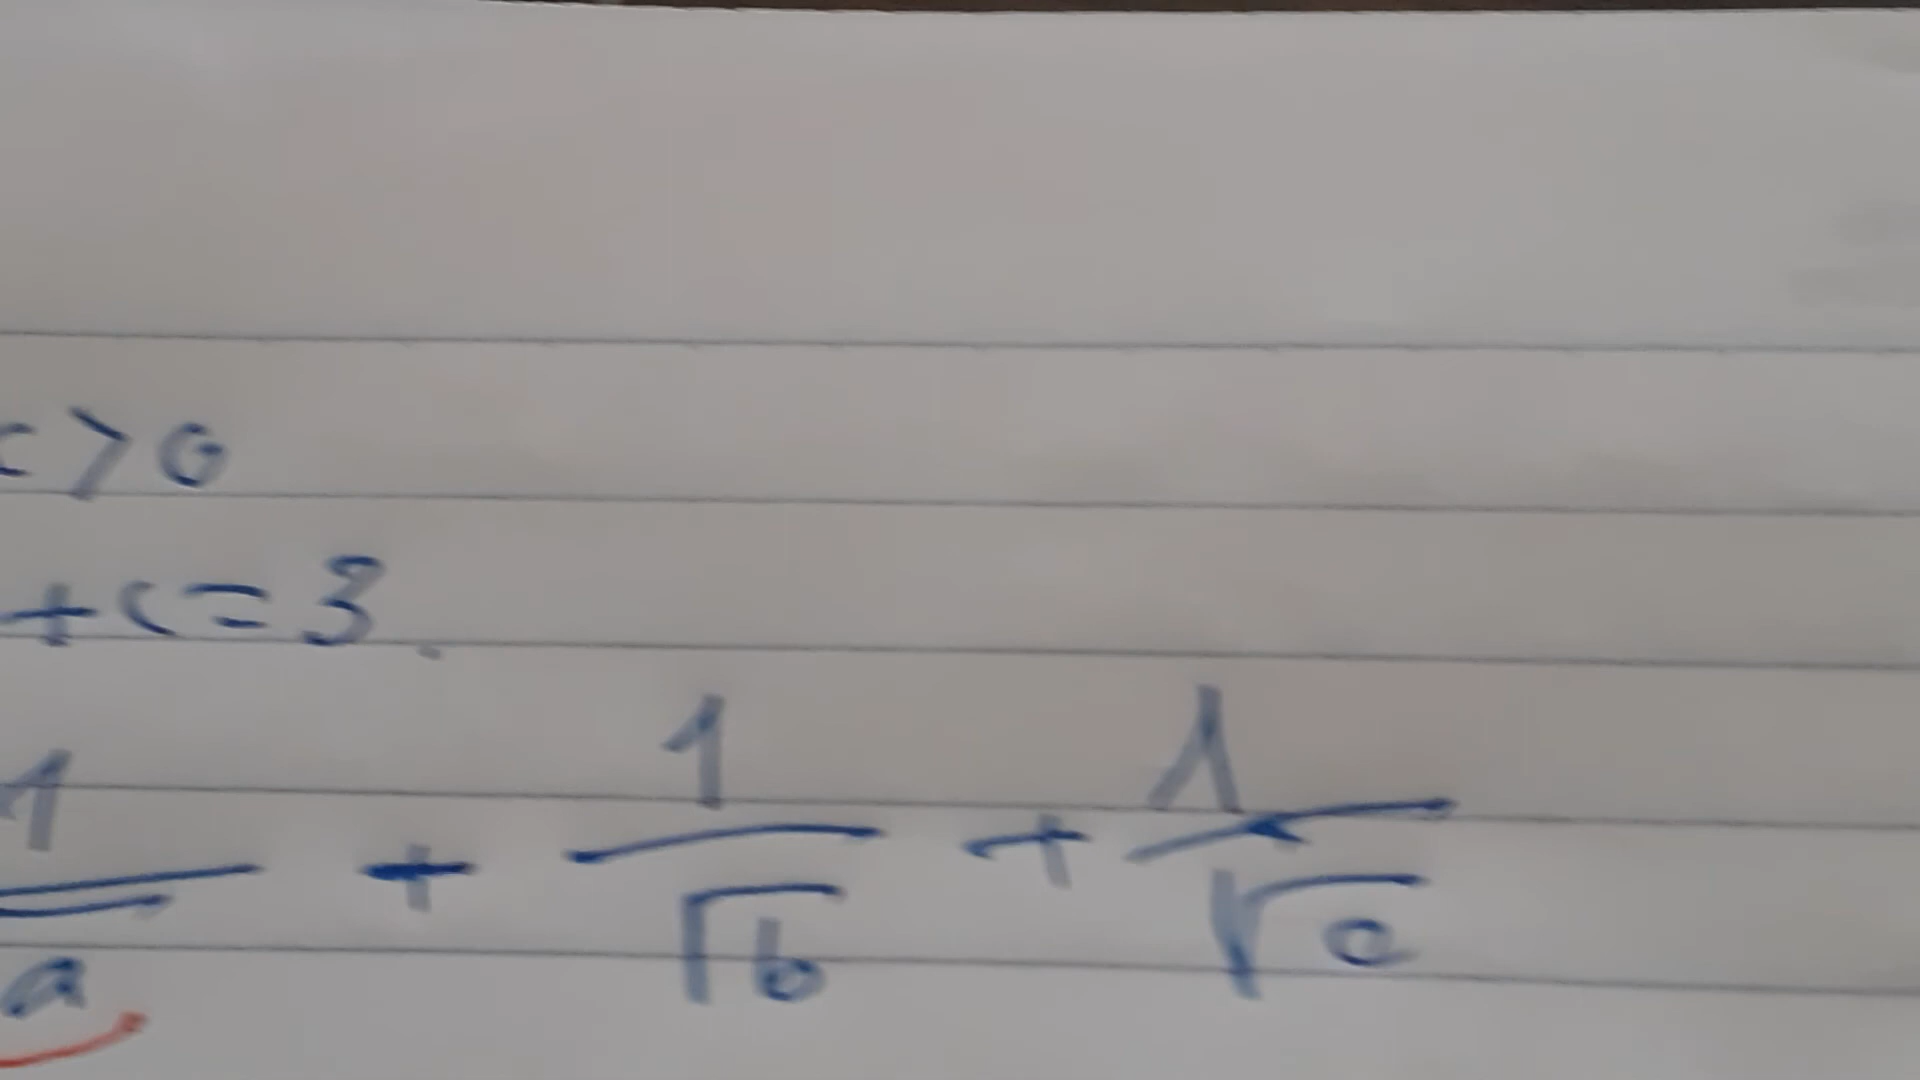 c>0
+c=3
1/√a + 1/√b + 1/√c